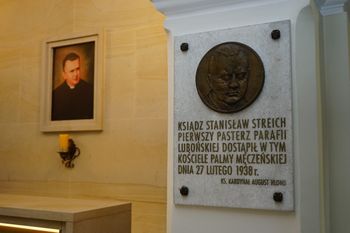 KSIĄDZ STANISŁAW STREICH
PIERWSZY PASTERZ PARAFII
LUBOŃSKIEJ DOSTĄPIŁ W TYM
KOŚCIELE PALMY MĘCZEŃSKIEJ
DNIA 27 LUTEGO 1938 r.
KS. KARDYNAŁ AUGUST HLOND